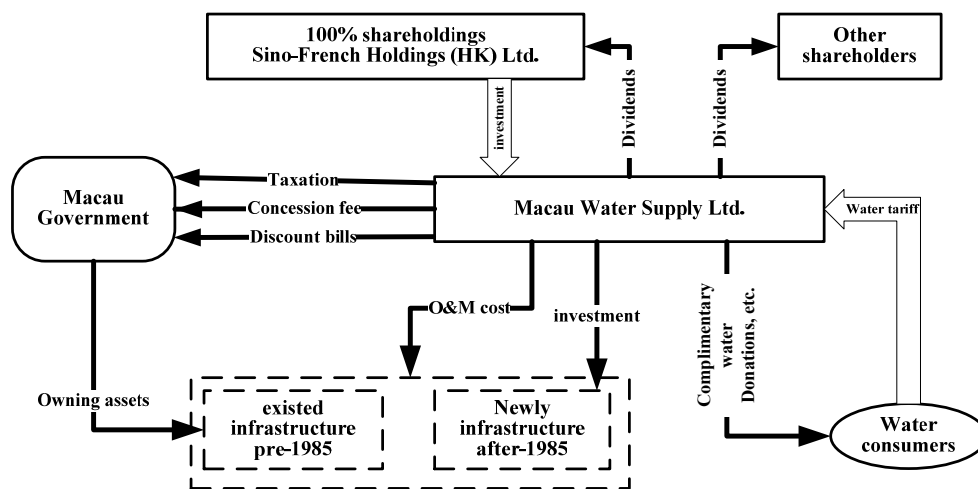 100% shareholdings
Sino-French Holdings (HK) Ltd.
Other
shareholders
investment
Dividends
Dividends
Macau
Government
Taxation
Concession fee
Discount bills
Macau Water Supply Ltd.
Water tariff
O&M cost
investment
Complimentary
water
Donations, etc.
Owning assets
existed
infrastructure
pre-1985
Newly
infrastructure
after-1985
Water
consumers